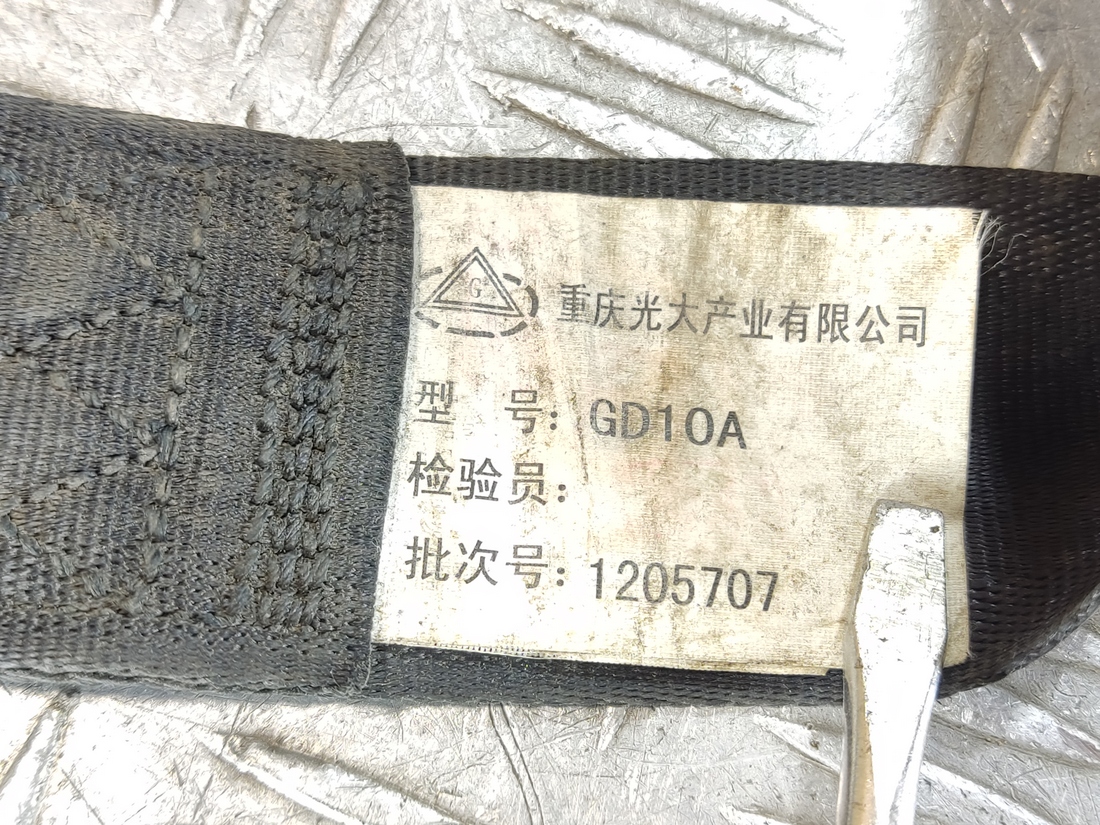 G
重庆光大产业有限公司
型 号: GD10A
检验员:
批次号: 1205707